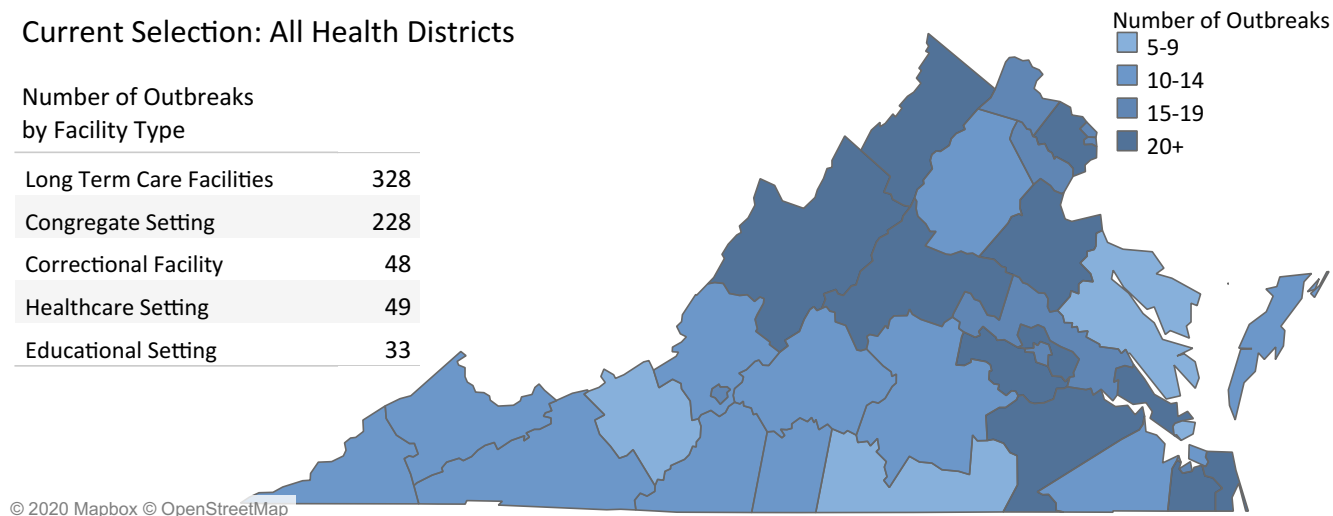 Current Selection: All Health Districts
Number of Outbreaks
by Facility Type
Long Term Care Facilities 328
Congregate Setting 228
Correctional Facility 48
Healthcare Setting 49
Educational Setting 33
Number of Outbreaks
5-9
10-14
15-19
20+
© 2020 Mapbox © OpenStreetMap